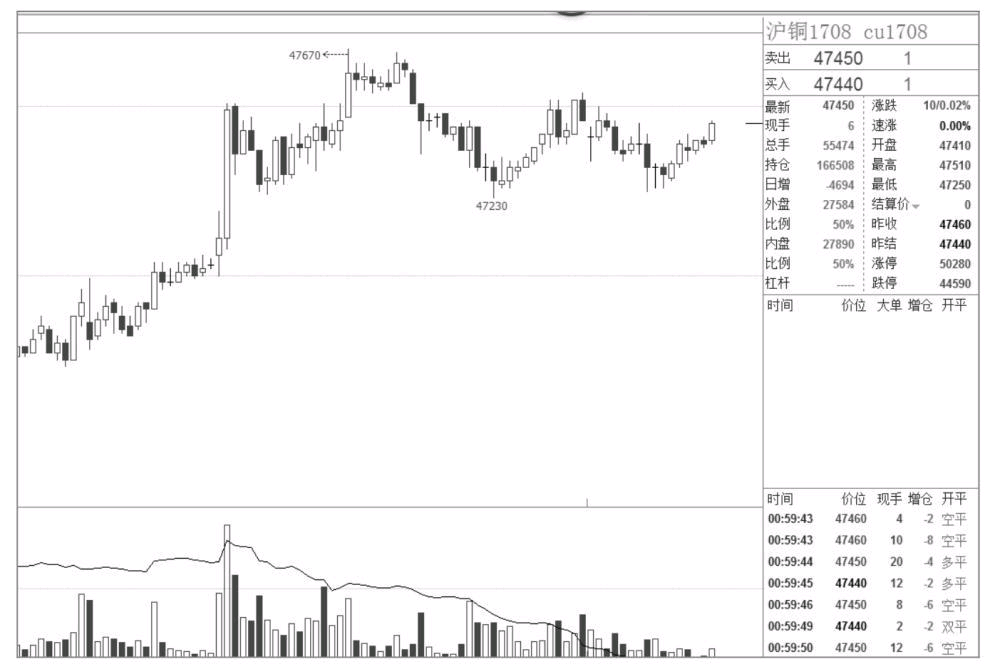 沪铜1708 cu1708
卖出 47450 1
买入 47440 1
最新 47450 涨跌 10/0.02%
现手 6 速涨 0.00%
总手 55474 开盘 47410
持仓 166508 最高 47510
日增 -4694 最低 47250
外盘 27584 结算价 0
比例 50% 昨收 47460
内盘 27890 昨结 47440
比例 50% 涨停 50280
杠杆 ----- 跌停 44590
时间 价位 大单 增仓 开平
47670
47230
时间 价位 现手 增仓 开平
00:59:43 47460 4 -2 空平
00:59:43 47460 10 -8 空平
00:59:44 47450 20 -4 多平
00:59:45 47440 12 -2 多平
00:59:46 47450 8 -6 空平
00:59:49 47440 2 -2 双平
00:59:50 47450 12 -6 空平